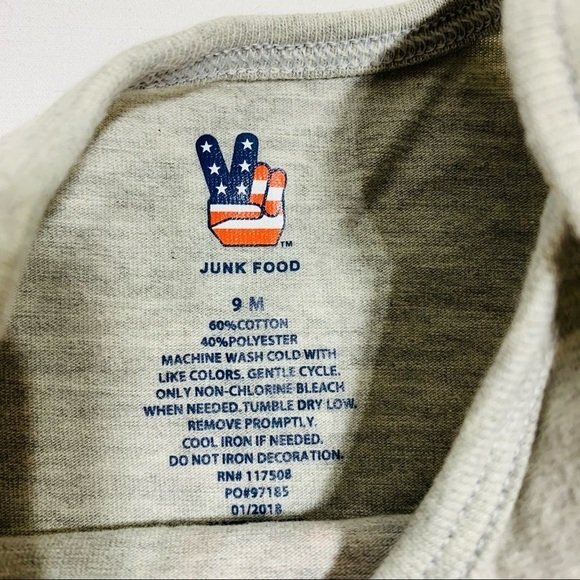 ™
JUNK FOOD
9 M
60%COTTON
40%POLYESTER
MACHINE WASH COLD WITH
LIKE COLORS. GENTLE CYCLE.
ONLY NON-CHLORINE BLEACH
WHEN NEEDED.TUMBLE DRY LOW.
REMOVE PROMPTLY.
COOL IRON IF NEEDED.
DO NOT IRON DECORATION.
RN# 117508
PO#97185
01/2018